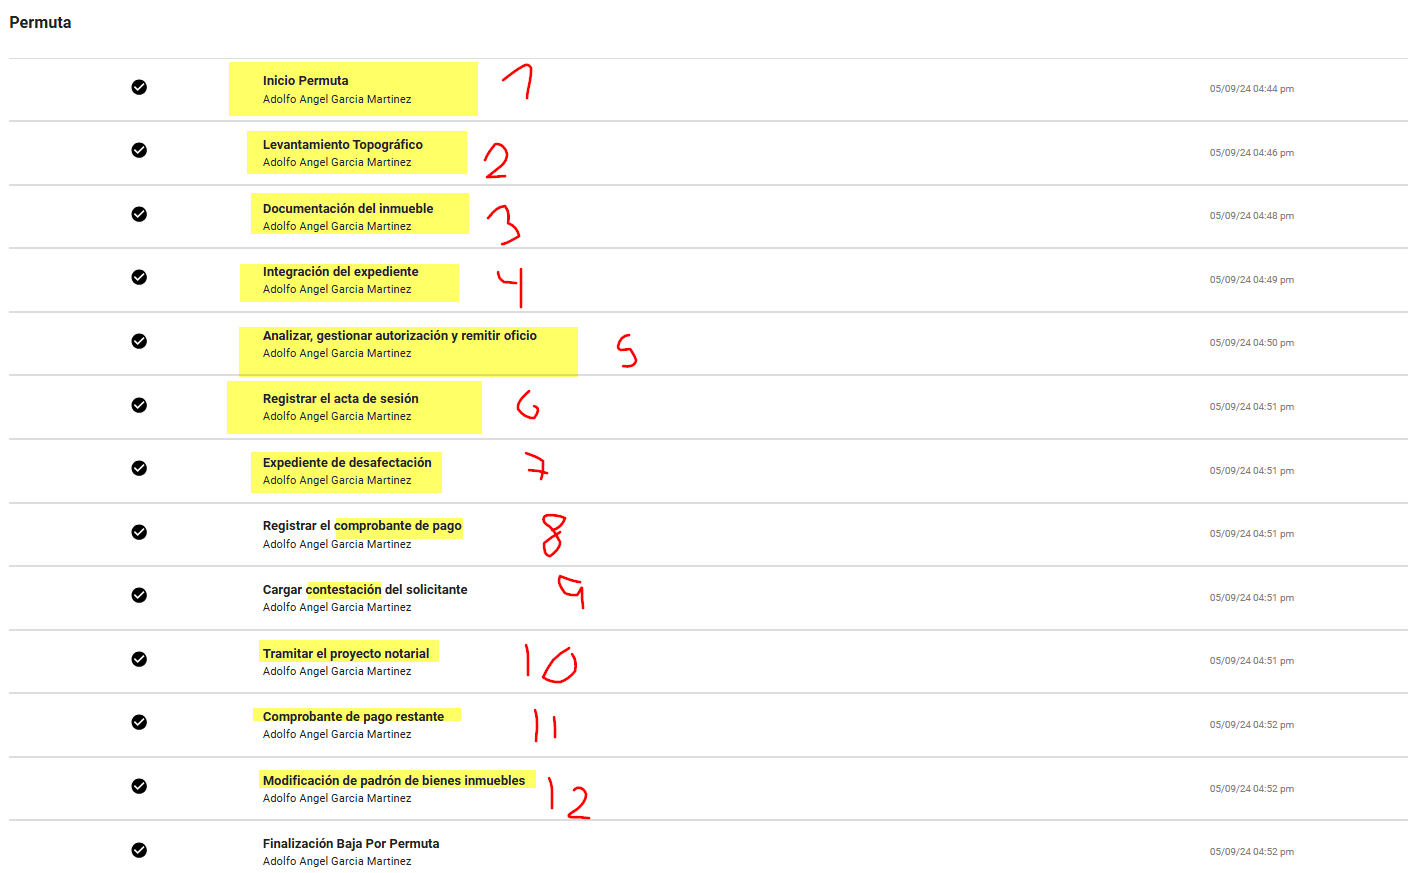 Permuta
Inicio Permuta
Adolfo Angel Garcia Martinez
1
05/09/24 04:44 pm
Levantamiento Topográfico
Adolfo Angel Garcia Martinez
2
05/09/24 04:46 pm
Documentación del inmueble
Adolfo Angel Garcia Martinez
3
05/09/24 04:48 pm
Integración del expediente
Adolfo Angel Garcia Martinez
4
05/09/24 04:49 pm
Analizar, gestionar autorización y remitir oficio
Adolfo Angel Garcia Martinez
5
05/09/24 04:50 pm
Registrar el acta de sesión
Adolfo Angel Garcia Martinez
6
05/09/24 04:51 pm
Expediente de desafectación
Adolfo Angel Garcia Martinez
7
05/09/24 04:51 pm
Registrar el comprobante de pago
Adolfo Angel Garcia Martinez
8
05/09/24 04:51 pm
Cargar contestación del solicitante
Adolfo Angel Garcia Martinez
9
05/09/24 04:51 pm
Tramitar el proyecto notarial
Adolfo Angel Garcia Martinez
10
05/09/24 04:51 pm
Comprobante de pago restante
Adolfo Angel Garcia Martinez
11
05/09/24 04:52 pm
Modificación de padrón de bienes inmuebles
Adolfo Angel Garcia Martinez
12
05/09/24 04:52 pm
Finalización Baja Por Permuta
Adolfo Angel Garcia Martinez
05/09/24 04:52 pm